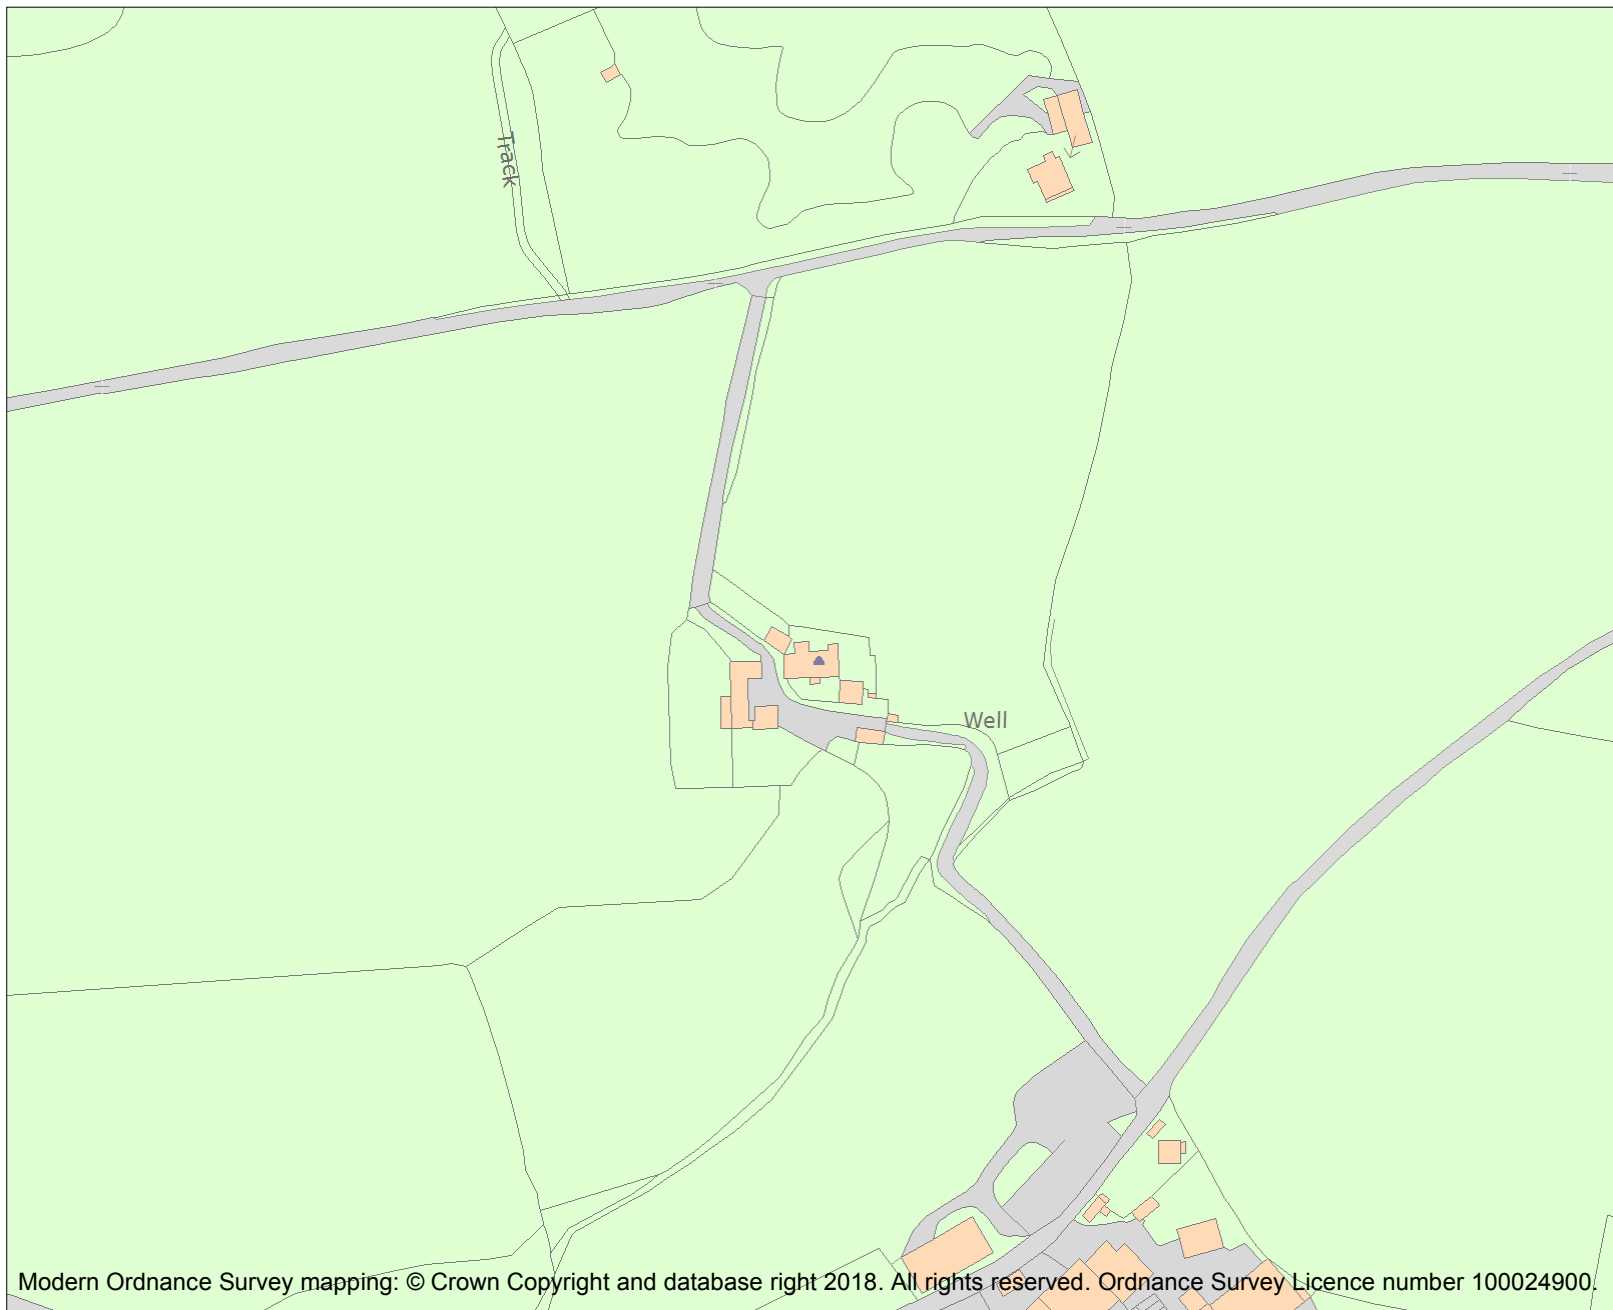 Track
Well
Modern Ordnance Survey mapping: © Crown Copyright and database right 2018. All rights reserved. Ordnance Survey Licence number 100024900.